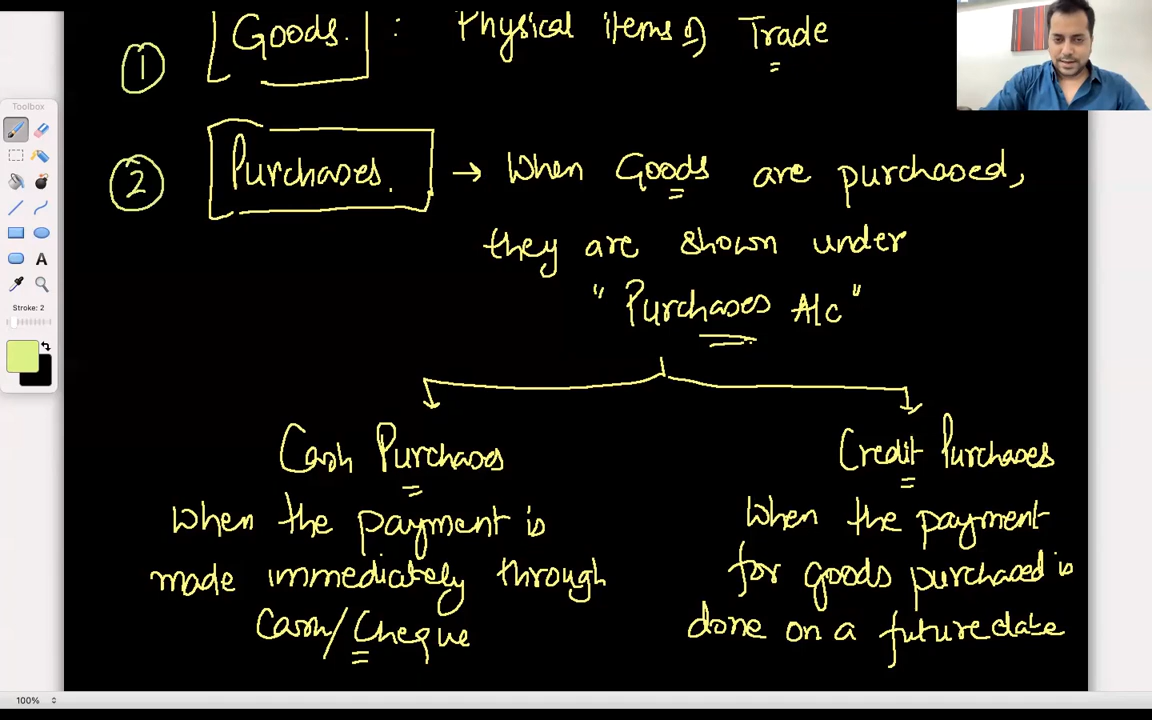 ① Goods. : Physical items of Trade
② Purchases. → When Goods are purchased,
they are shown under
"Purchases A/c"
Cash Purchases
When the payment is
made immediately through
Cash/Cheque
Credit Purchases
When the payment
for goods purchased is
done on a future date
Toolbox
A
Stroke: 2
100%